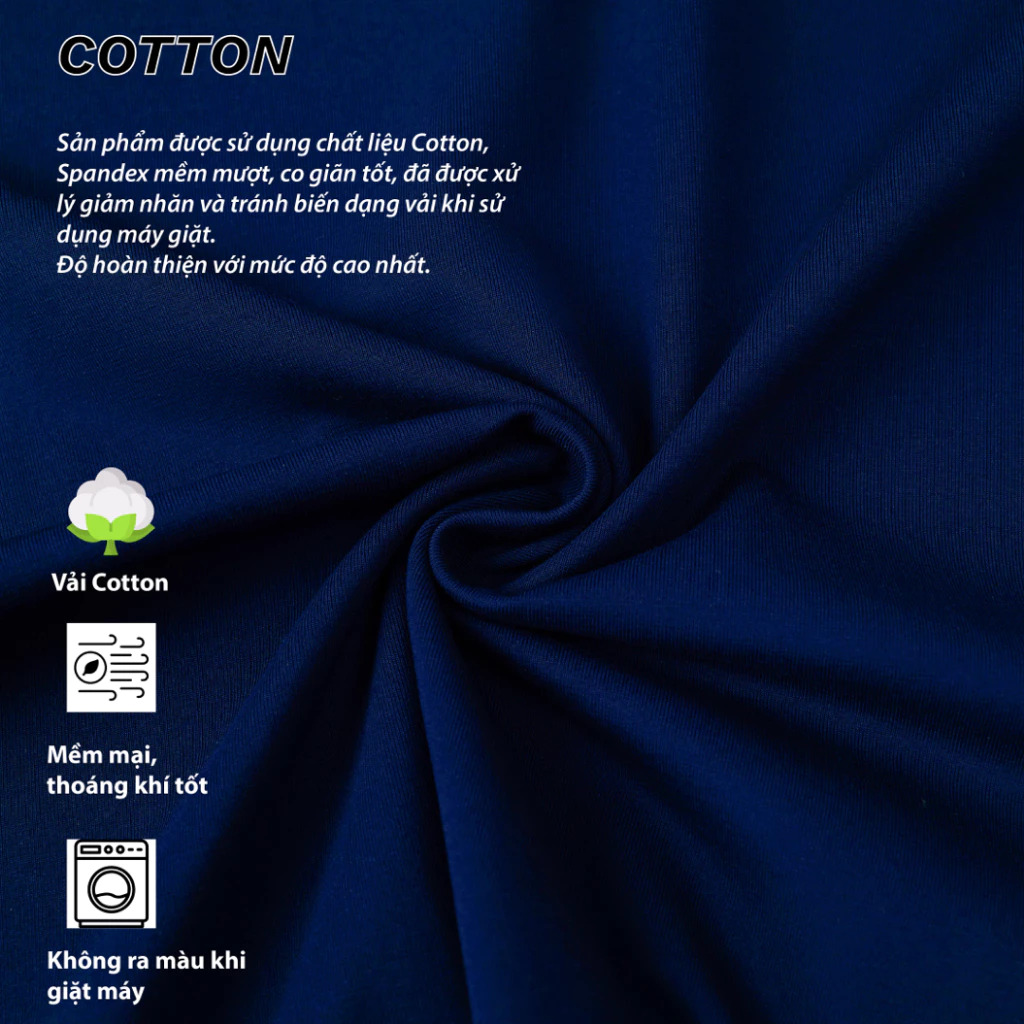 COTTON
Sản phẩm được sử dụng chất liệu Cotton,
Spandex mềm mượt, co giãn tốt, đã được xử
lý giảm nhăn và tránh biến dạng vải khi sử
dụng máy giặt.
Độ hoàn thiện với mức độ cao nhất.
Vải Cotton
Mềm mại,
thoáng khí tốt
Không ra màu khi
giặt máy